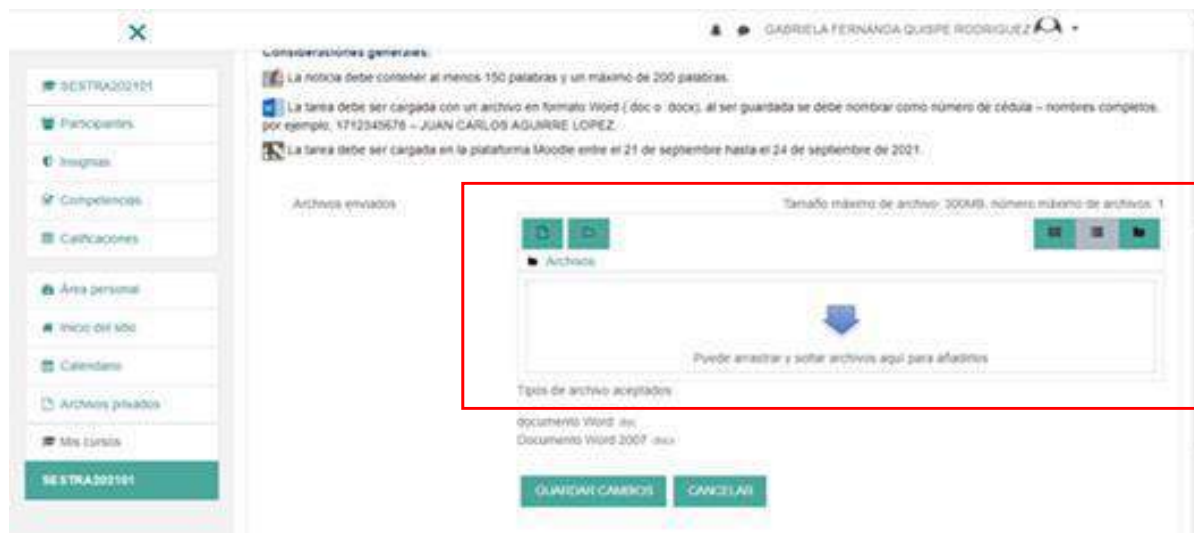 GABRIELA FERNANDA QUISPE RODRIGUEZ
Consideraciones generales:
La noticia debe contener al menos 150 palabras y un máximo de 200 palabras.
La tarea debe ser cargada con un archivo en formato Word (.doc o .docx), al ser guardada se debe nombrar como número de cédula – nombres completos,
por ejemplo, 1712345678 – JUAN CARLOS AGUIRRE LOPEZ.
La tarea debe ser cargada en la plataforma Moodle entre el 21 de septiembre hasta el 24 de septiembre de 2021.
SESTRA202101
Participantes
Insignias
Competencias
Calificaciones
Área personal
Inicio del sitio
Calendario
Archivos privados
Mis cursos
SESTRA202101
Archivos enviados
Tamaño máximo de archivo: 300MB, número máximo de archivos: 1
Archivos
Puede arrastrar y soltar archivos aquí para añadirlos
Tipos de archivo aceptados
documento Word .doc
Documento Word 2007 .docx
GUARDAR CAMBIOS
CANCELAR